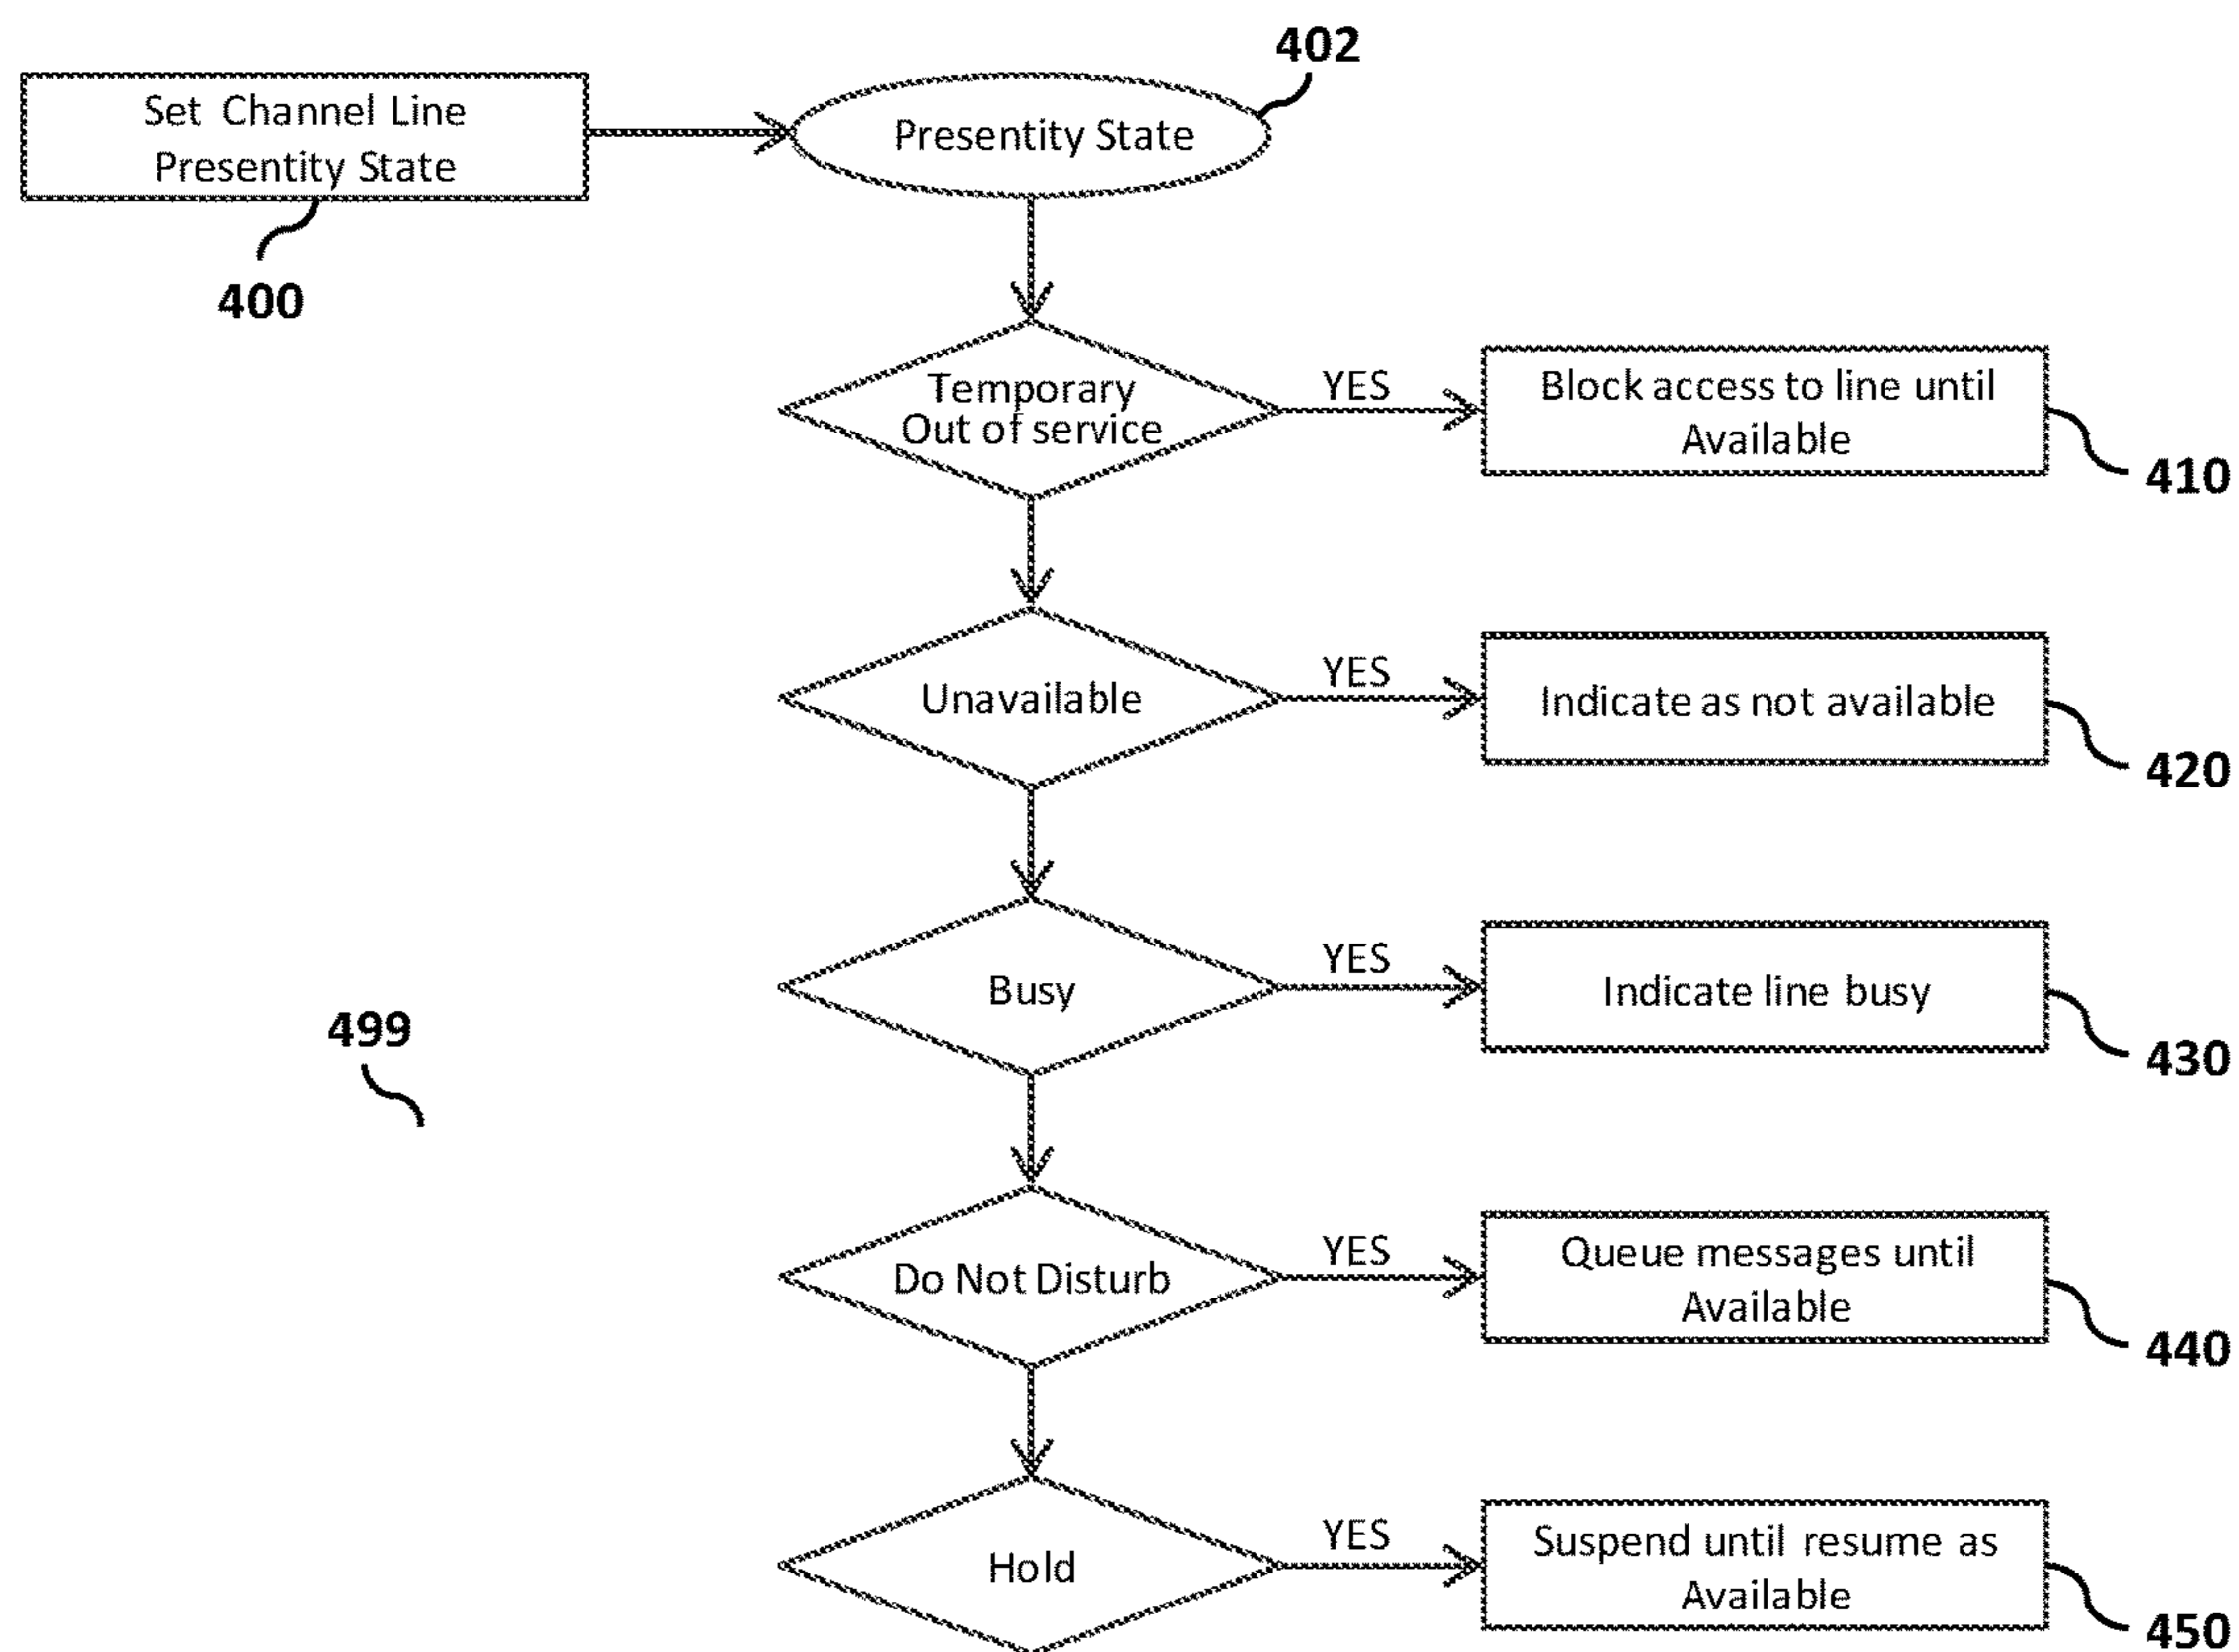 402
Set Channel Line
Presentity State
Presentity State
400
Temporary
Out of service
YES
Block access to line until
Available
410
Unavailable
YES
Indicate as not available
420
Busy
YES
Indicate line busy
430
499
Do Not Disturb
YES
Queue messages until
Available
440
Hold
YES
Suspend until resume as
Available
450